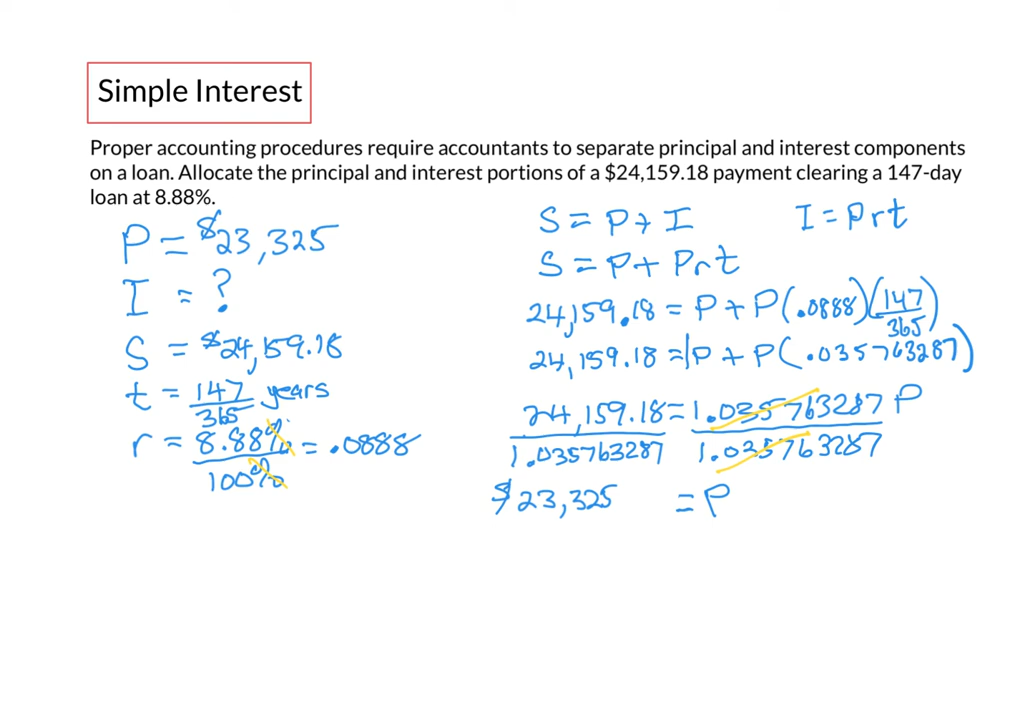 Simple Interest
Proper accounting procedures require accountants to separate principal and interest components
on a loan. Allocate the principal and interest portions of a $24,159.18 payment clearing a 147-day
loan at 8.88%.
P = $23,325
I = ?
S = $24,159.18
t = 147/365 years
r = 8.88%/100% = .0888
S = P + I I = Prt
S = P + Prt
24,159.18 = P + P(.0888)(147/365)
24,159.18 = 1P + P(.035763287)
24,159.18 = 1.035763287 P
1.035763287 1.035763287
$23,325 = P